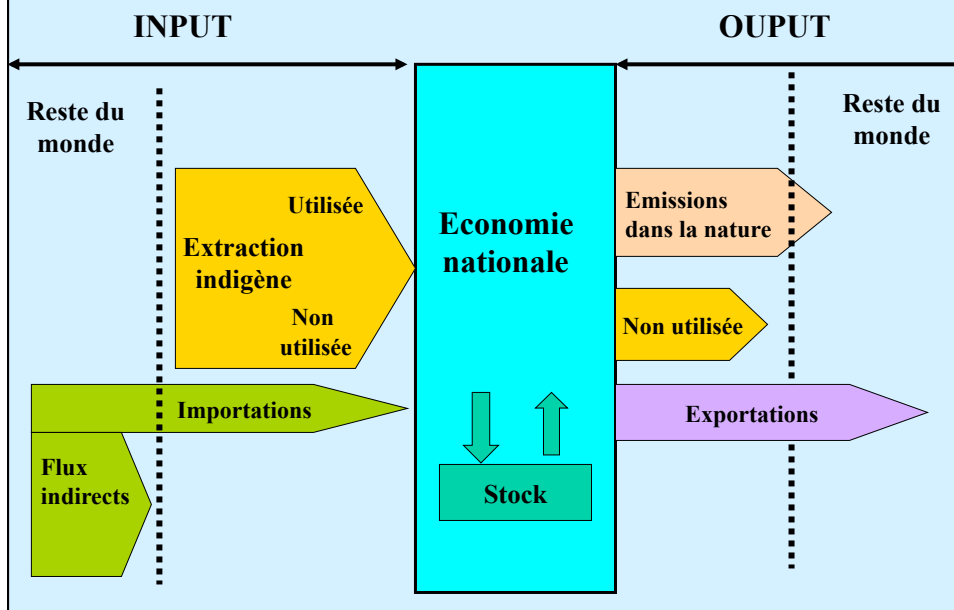 INPUT
OUPUT
Reste du
monde
Reste du
monde
Utilisée
Extraction
indigène
Non
utilisée
Economie
nationale
Emissions
dans la nature
Non utilisée
Importations
Exportations
Flux
indirects
Stock